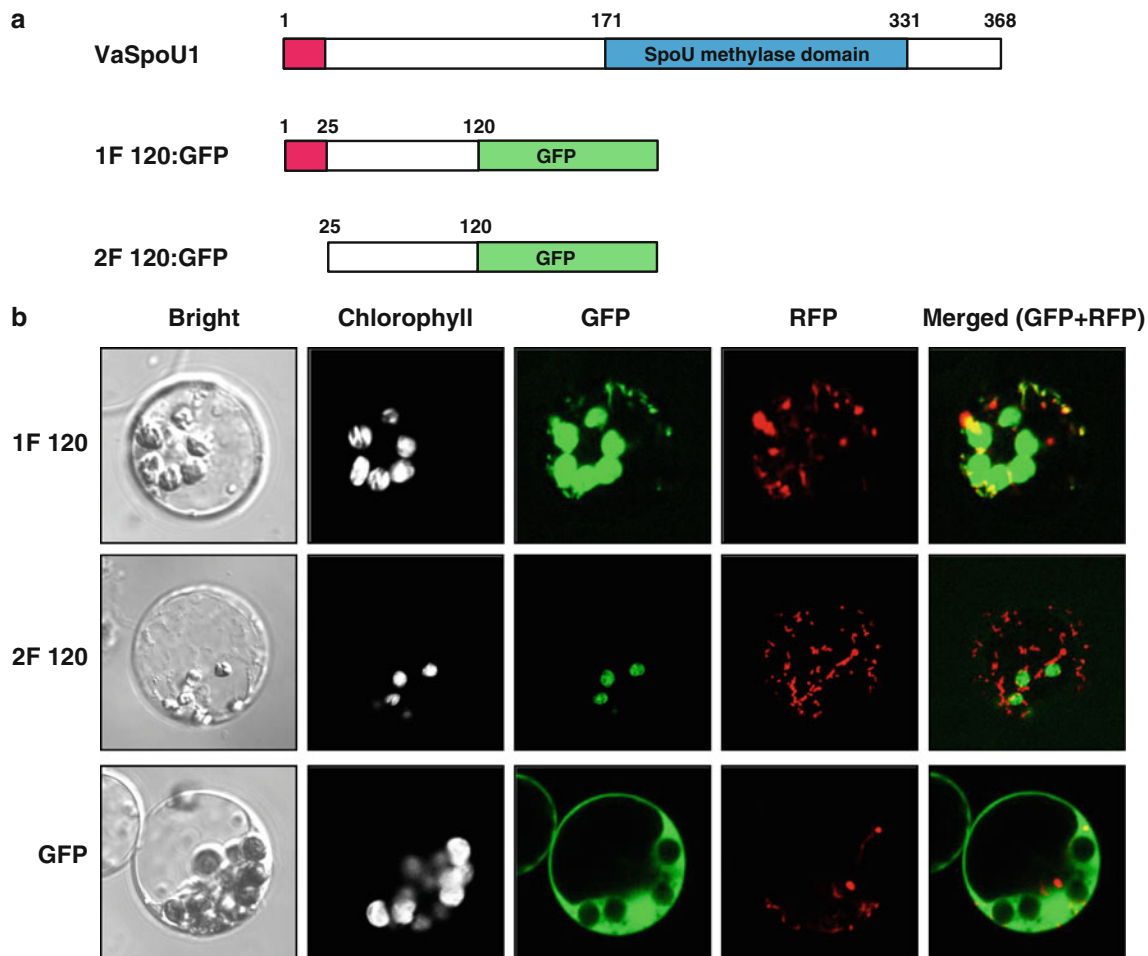 a
1 171 331 368
VaSpoU1 SpoU methylase domain
1 25 120
1F 120:GFP GFP
25 120
2F 120:GFP GFP
b Bright Chlorophyll GFP RFP Merged (GFP+RFP)
1F 120
2F 120
GFP